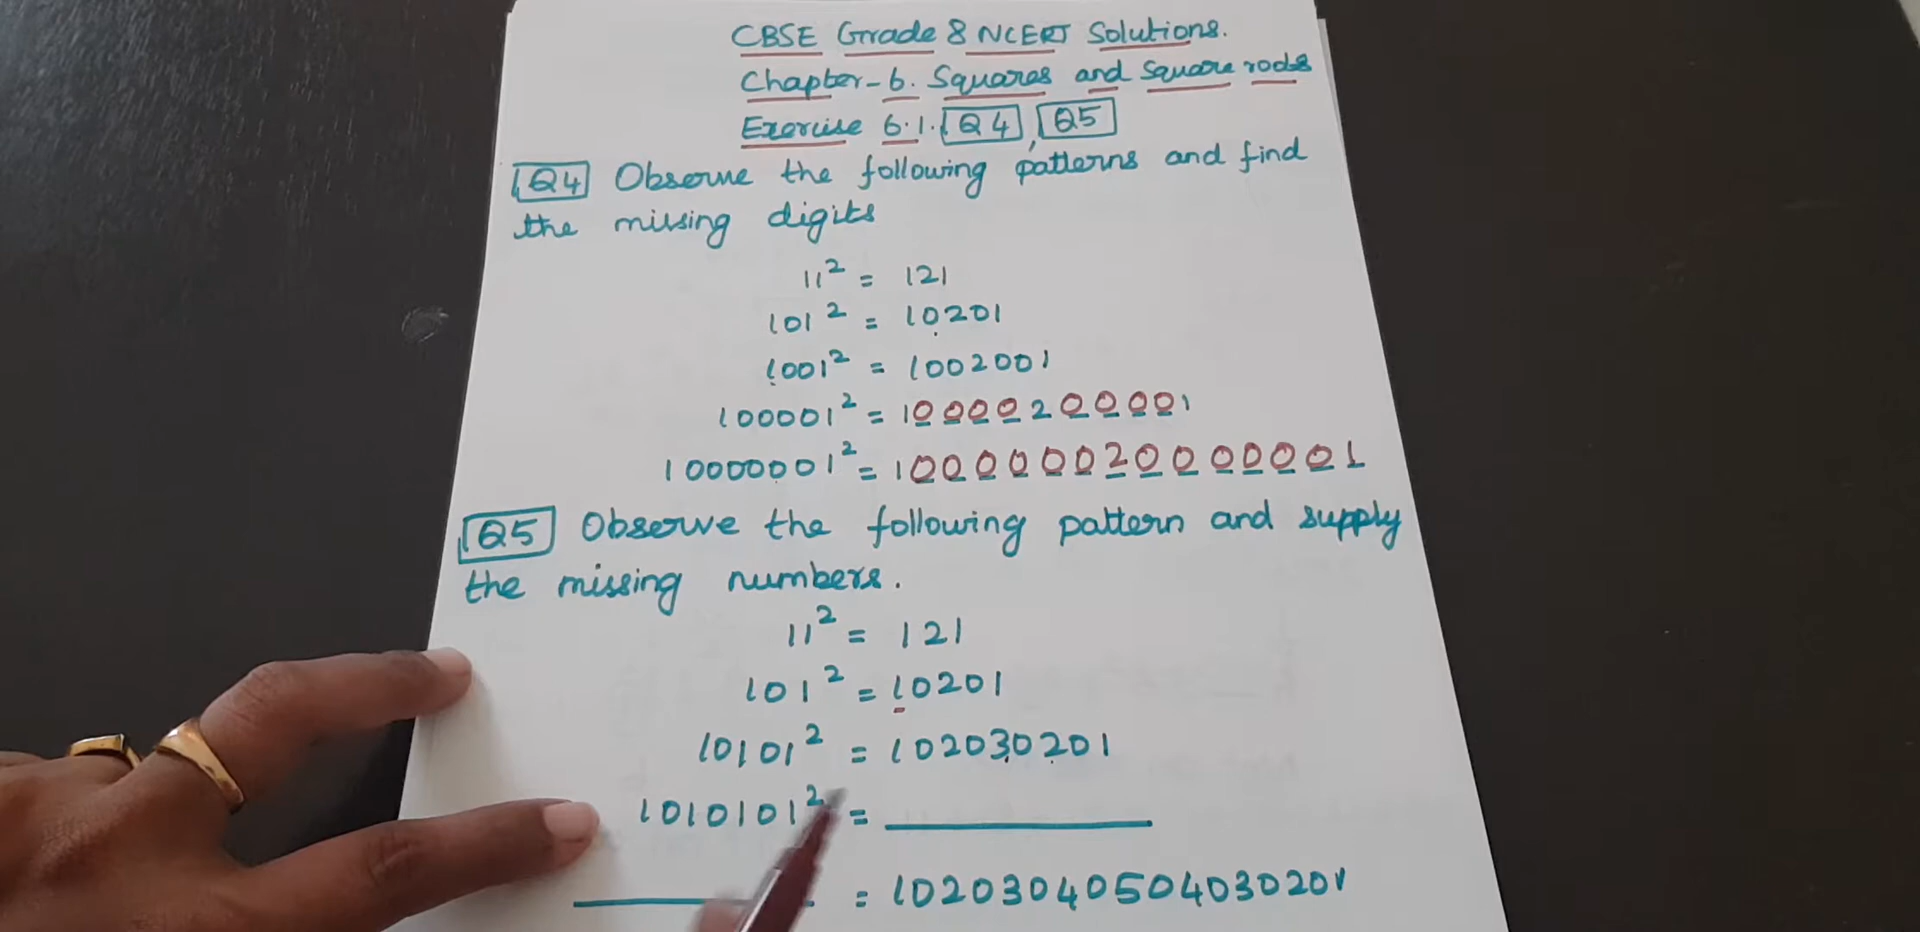 CBSE Grade 8 NCERT Solutions.
Chapter-6. Squares and Square roots
Exercise 6.1. Q4, Q5
Q4 Observe the following patterns and find
the missing digits
11² = 121
101² = 10201
1001² = 1002001
100001² = 10000200001
10000001² = 100000020000001
Q5 Observe the following pattern and supply
the missing numbers.
11² = 121
101² = 10201
10101² = 102030201
1010101² = ________
________ = 10203040504030201